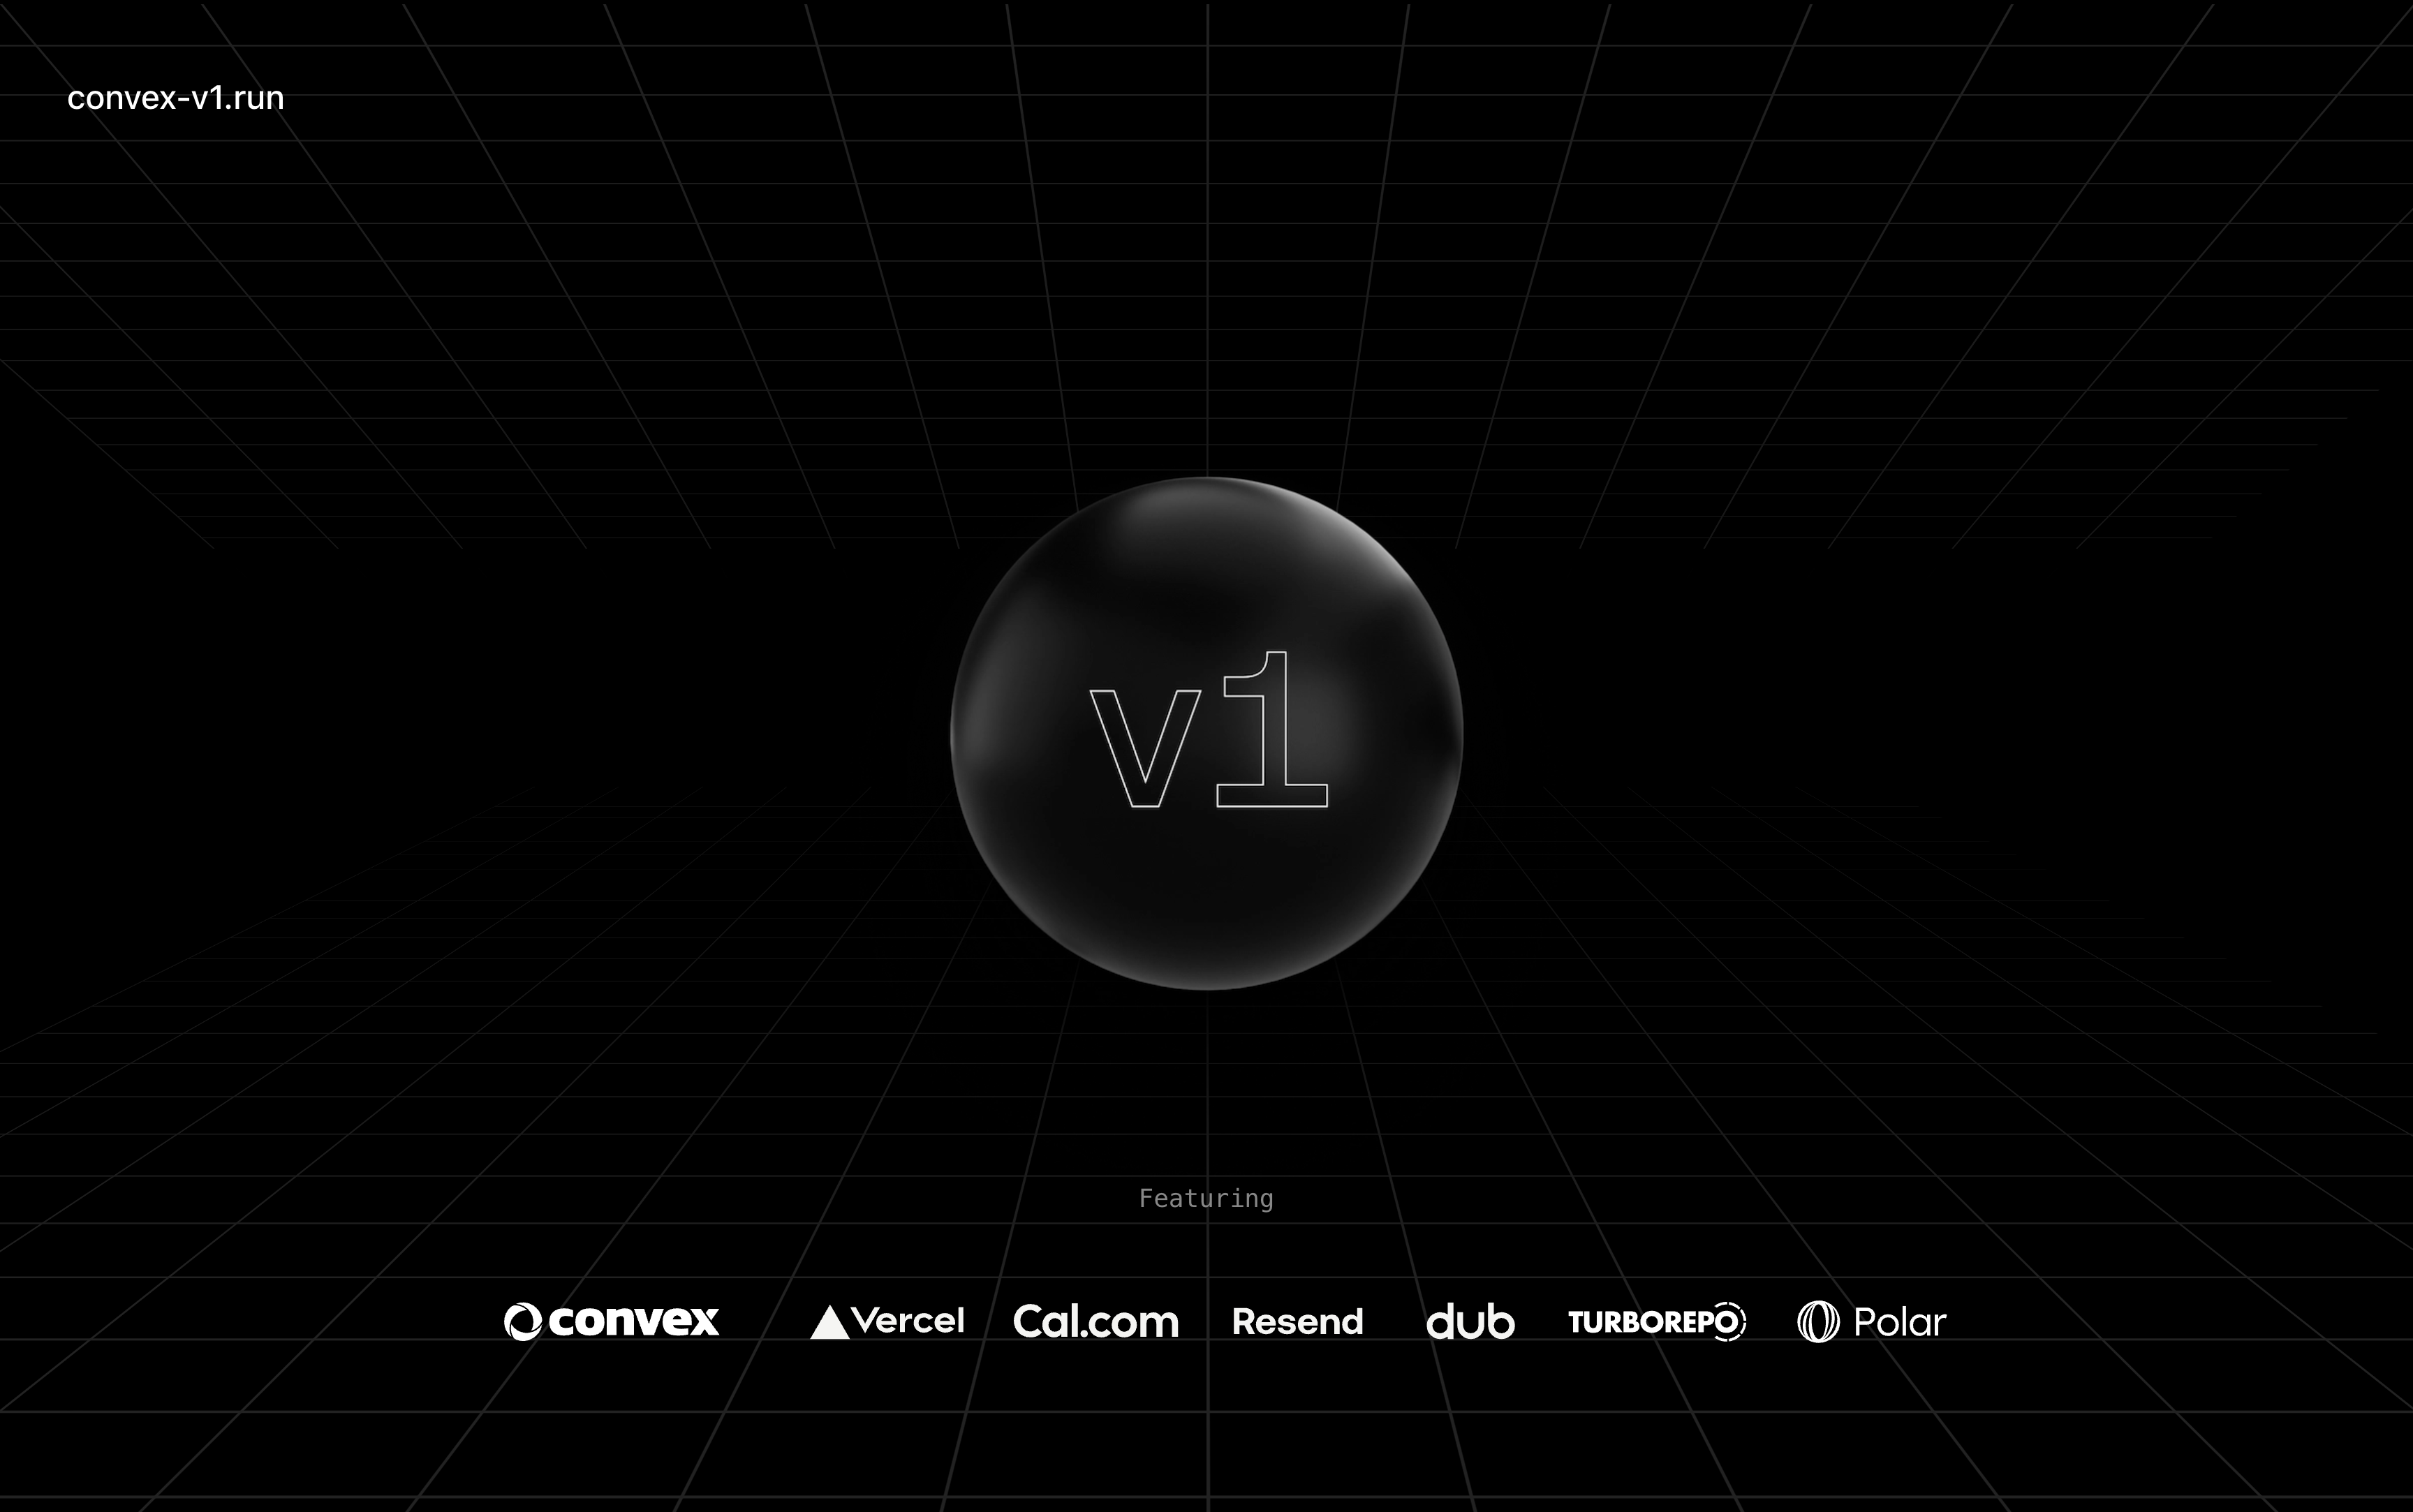 convex-v1.run
v1
Featuring
convex Vercel Cal.com Resend dub TURBOREPO Polar